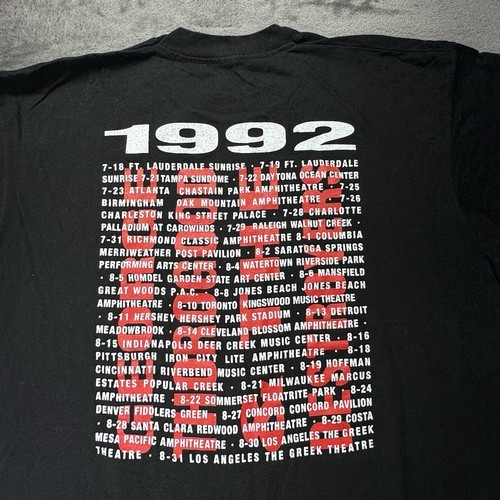 1992
7-18 FT. LAUDERDALE SUNRISE · 7-19 FT. LAUDERDALE
SUNRISE 7-21 TAMPA SUNDOME · 7-22 DAYTONA OCEAN CENTER
· 7-23 ATLANTA CHASTAIN PARK AMPHITHEATRE · 7-25
BIRMINGHAM OAK MOUNTAIN AMPHITHEATRE · 7-26
CHARLESTON KING STREET PALACE · 7-28 CHARLOTTE
PALLADIUM AT CAROWINDS · 7-29 RALEIGH WALNUT CREEK ·
7-31 RICHMOND CLASSIC AMPHITHEATRE 8-1 COLUMBIA
MERRIWEATHER POST PAVILION · 8-2 SARATOGA SPRINGS
PERFORMING ARTS CENTER · 8-4 WATERTOWN RIVERSIDE PARK
· 8-5 HOMDEL GARDEN STATE ART CENTER · 8-5 MANSFIELD
GREAT WOODS P.A.C. · 8-8 JONES BEACH JONES BEACH
AMPHITHEATRE · 8-10 TORONTO KINGSWOOD MUSIC THEATRE
· 8-11 HERSHEY HERSHEY PARK STADIUM · 8-13 DETROIT
MEADOWBROOK · 8-14 CLEVELAND BLOSSOM AMPHITHEATRE ·
8-15 INDIANAPOLIS DEER CREEK MUSIC CENTER · 8-16
PITTSBURGH IRON CITY LITE AMPHITHEATRE · 8-18
CINCINNATTI RIVERBEND MUSIC CENTER · 8-19 HOFFMAN
ESTATES POPULAR CREEK · 8-21 MILWAUKEE MARCUS
AMPHITHEATRE · 8-22 SOMMERSET FLOATRITE PARK · 8-24
DENVER FIDDLERS GREEN · 8-27 CONCORD CONCORD PAVILION
· 8-28 SANTA CLARA REDWOOD AMPHITHEATRE · 8-29 COSTA
MESA PACIFIC AMPHITHEATRE · 8-30 LOS ANGELES THE GREEK
THEATRE · 8-31 LOS ANGELES THE GREEK THEATRE